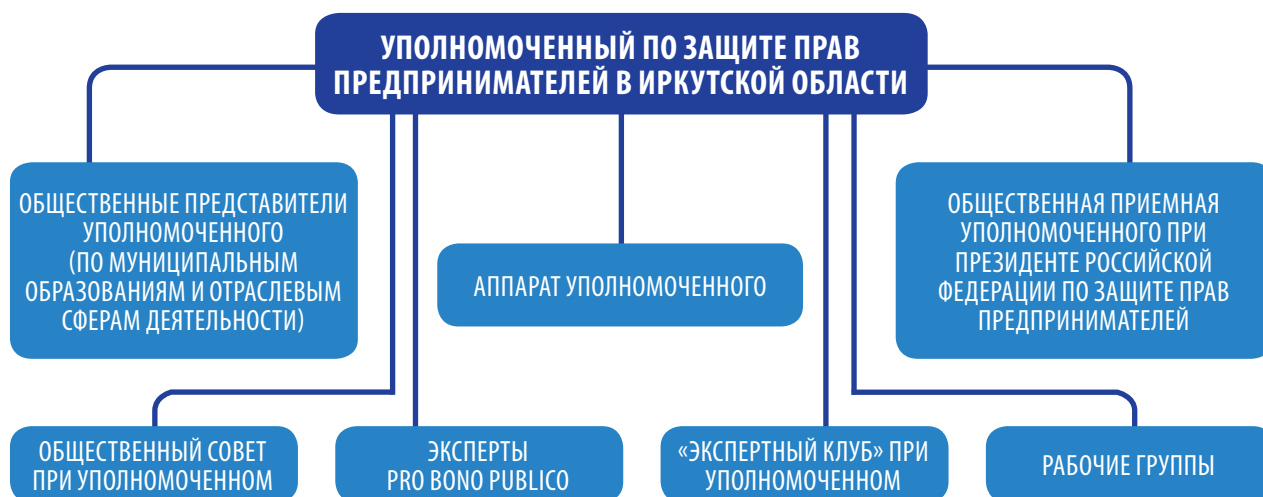 УПОЛНОМОЧЕННЫЙ ПО ЗАЩИТЕ ПРАВ
ПРЕДПРИНИМАТЕЛЕЙ В ИРКУТСКОЙ ОБЛАСТИ
ОБЩЕСТВЕННЫЕ ПРЕДСТАВИТЕЛИ
УПОЛНОМОЧЕННОГО
(ПО МУНИЦИПАЛЬНЫМ
ОБРАЗОВАНИЯМ И ОТРАСЛЕВЫМ
СФЕРАМ ДЕЯТЕЛЬНОСТИ)
АППАРАТ УПОЛНОМОЧЕННОГО
ОБЩЕСТВЕННАЯ ПРИЕМНАЯ
УПОЛНОМОЧЕННОГО ПРИ
ПРЕЗИДЕНТЕ РОССИЙСКОЙ
ФЕДЕРАЦИИ ПО ЗАЩИТЕ ПРАВ
ПРЕДПРИНИМАТЕЛЕЙ
ОБЩЕСТВЕННЫЙ СОВЕТ
ПРИ УПОЛНОМОЧЕННОМ
ЭКСПЕРТЫ
PRO BONO PUBLICO
«ЭКСПЕРТНЫЙ КЛУБ» ПРИ
УПОЛНОМОЧЕННОМ
РАБОЧИЕ ГРУППЫ